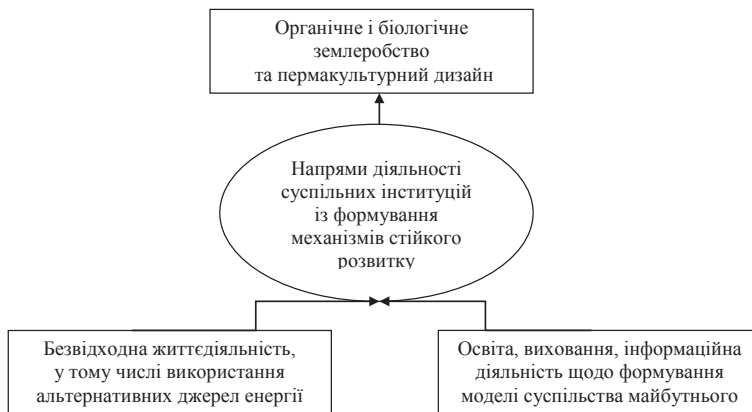 Органічне і біологічне
землеробство
та пермакультурний дизайн
Напрями діяльності
суспільних інституцій
із формування
механізмів стійкого
розвитку
Безвідходна життєдіяльність,
у тому числі використання
альтернативних джерел енергії
Освіта, виховання, інформаційна
діяльність щодо формування
моделі суспільства майбутнього